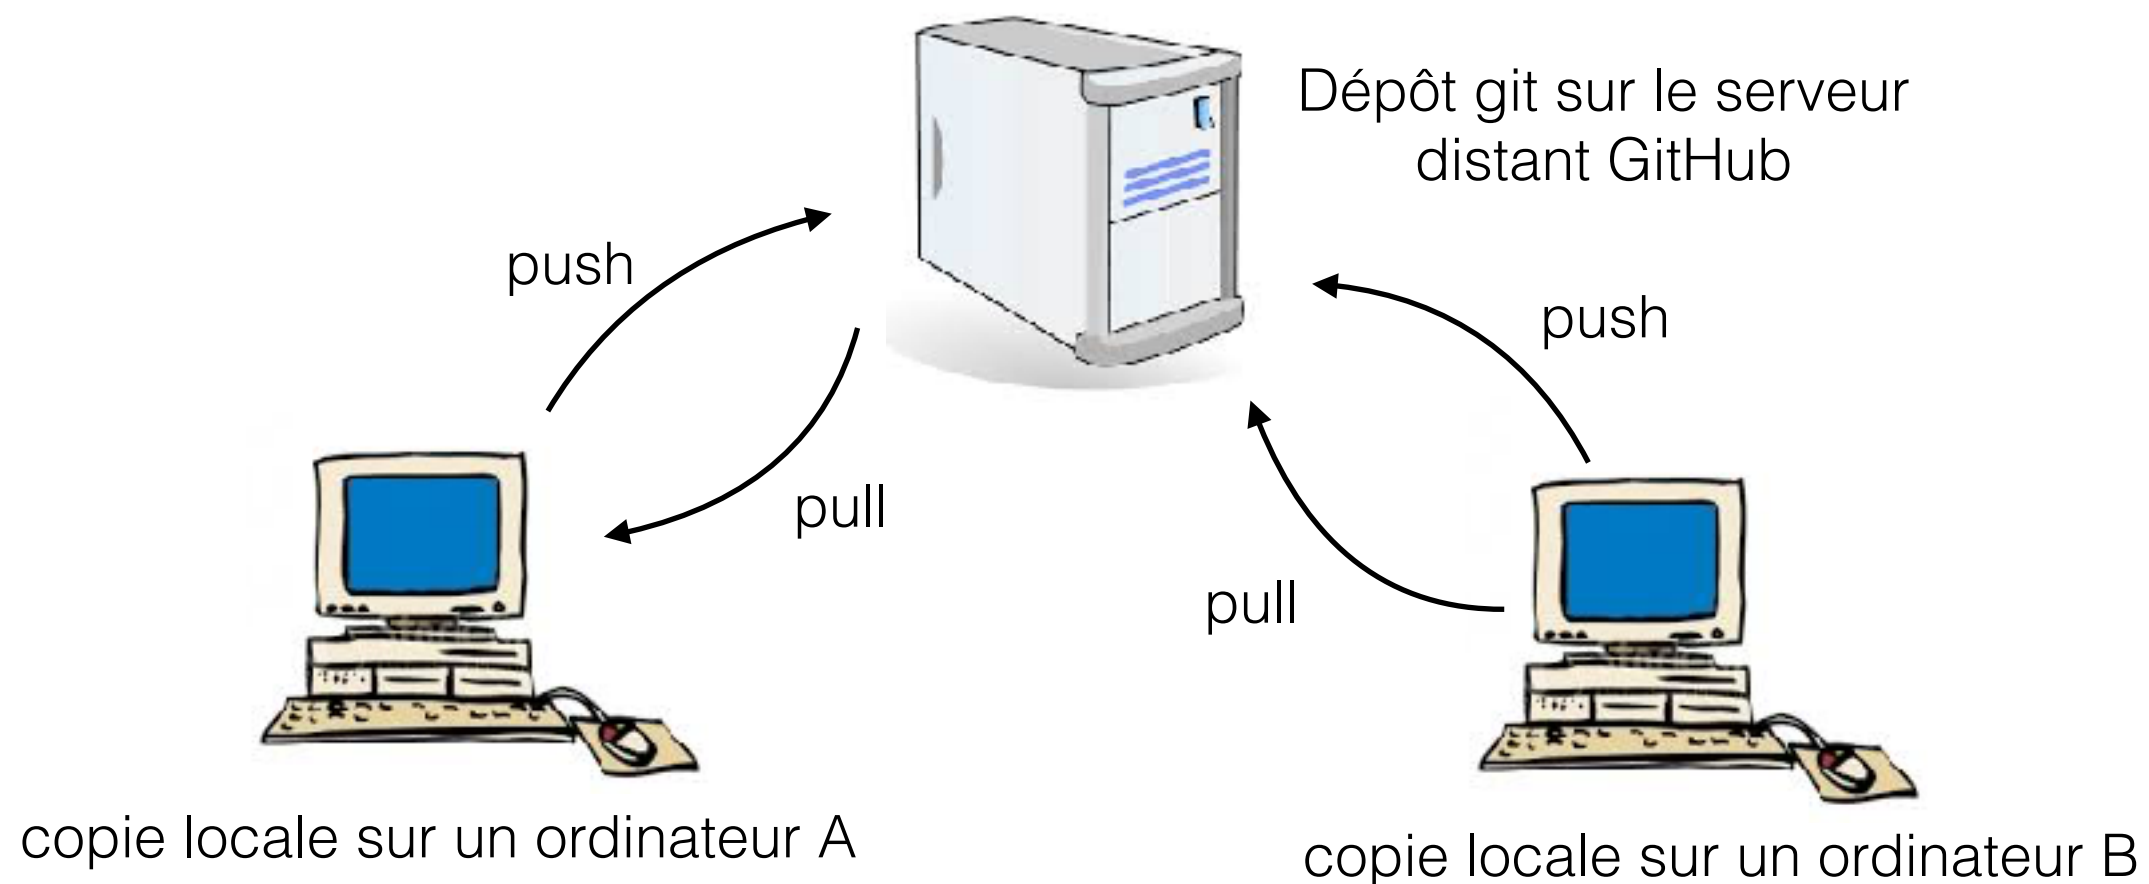 Dépôt git sur le serveur
distant GitHub
push
push
pull
pull
copie locale sur un ordinateur A
copie locale sur un ordinateur B